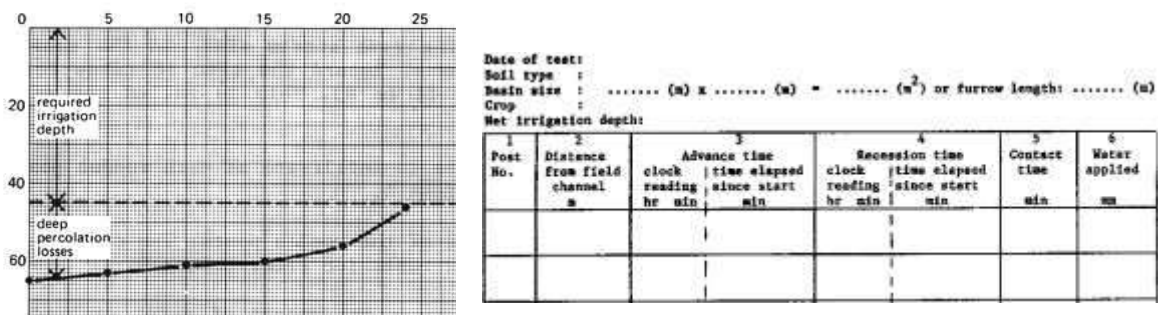 0 5 10 15 20 25
20
required
irrigation
depth
40
deep
percolation
losses
60
Date of test:
Soil type :
Basin size : ....... (m) x ....... (m) = ....... (m2) or furrow length: ....... (m)
Crop :
Net irrigation depth:
1 2 3 4 5 6
Post Distance Advance time Recession time Contact Water
No. from field clock time elapsed clock time elapsed time applied
channel reading since start reading since start
m hr min min hr min min min mm